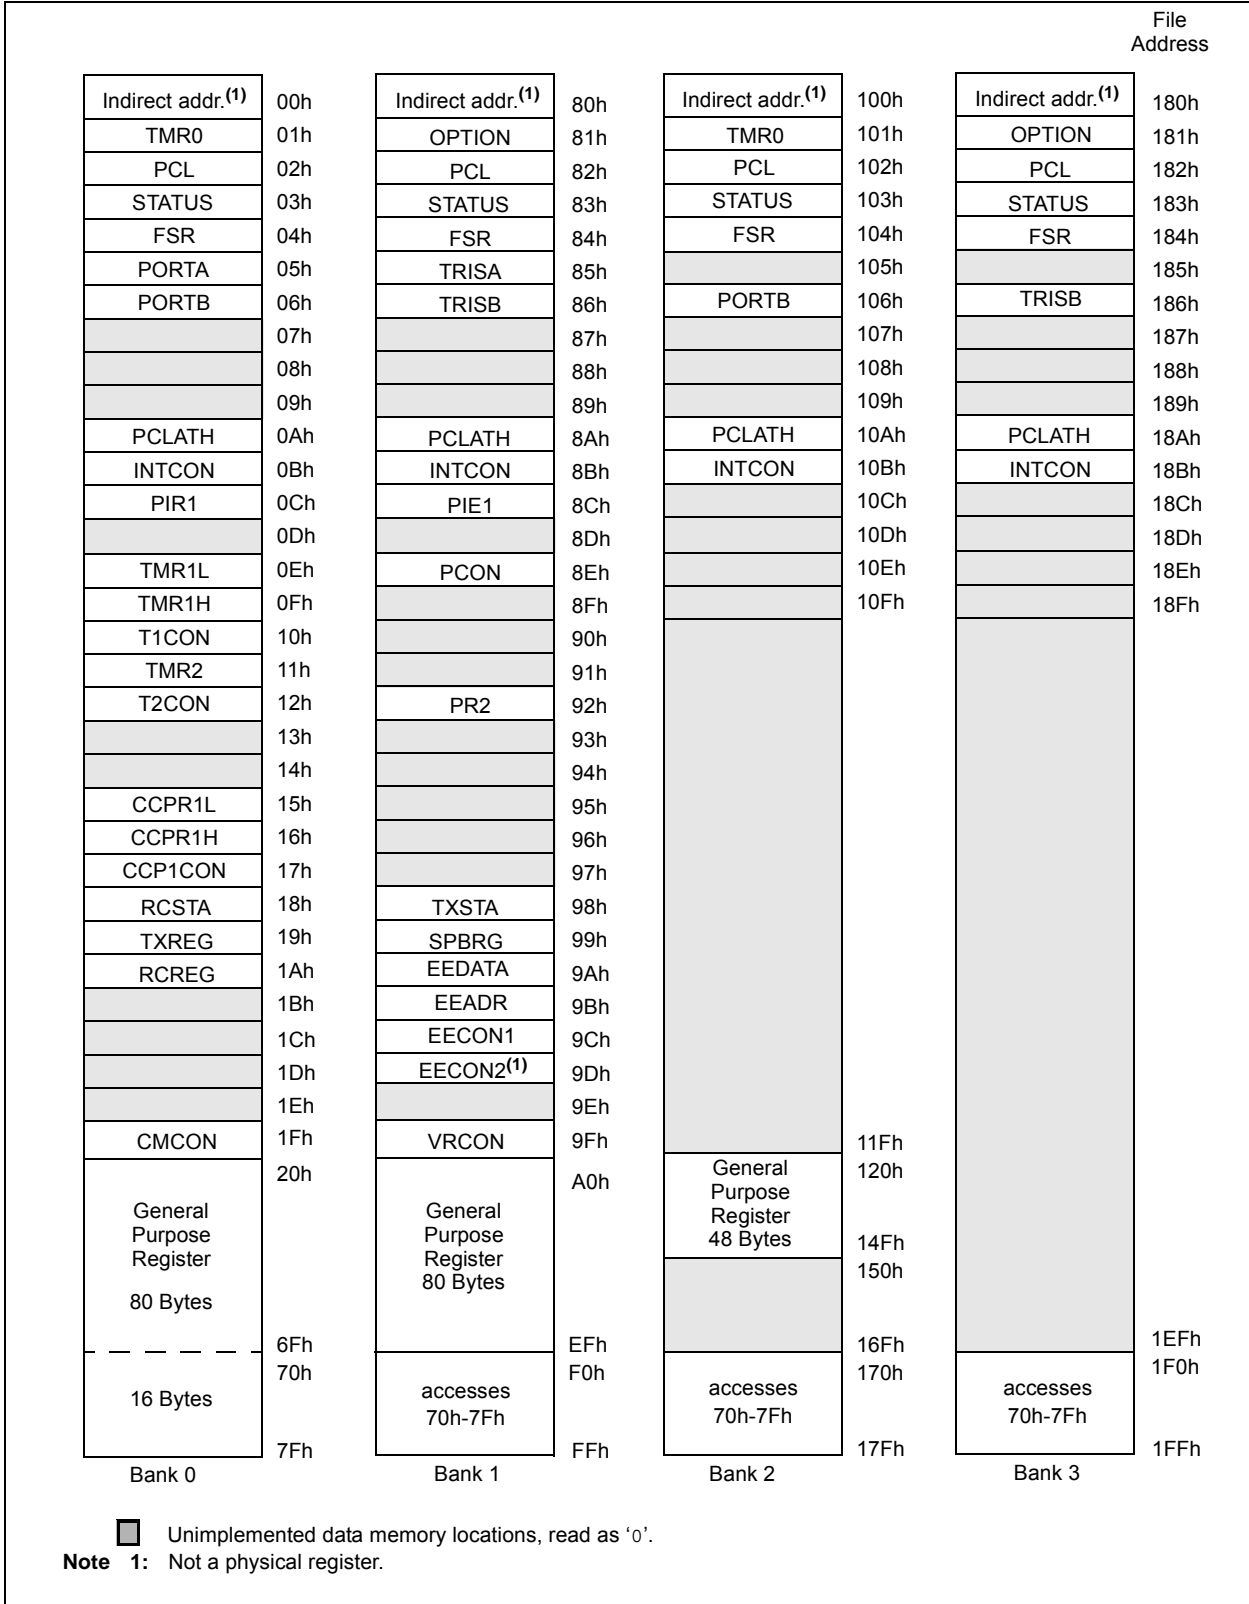 File
Address
Indirect addr.(1) 00h Indirect addr.(1) 80h Indirect addr.(1) 100h Indirect addr.(1) 180h
TMR0 01h OPTION 81h TMR0 101h OPTION 181h
PCL 02h PCL 82h PCL 102h PCL 182h
STATUS 03h STATUS 83h STATUS 103h STATUS 183h
FSR 04h FSR 84h FSR 104h FSR 184h
PORTA 05h TRISA 85h 105h 185h
PORTB 06h TRISB 86h PORTB 106h TRISB 186h
07h 87h 107h 187h
08h 88h 108h 188h
09h 89h 109h 189h
PCLATH 0Ah PCLATH 8Ah PCLATH 10Ah PCLATH 18Ah
INTCON 0Bh INTCON 8Bh INTCON 10Bh INTCON 18Bh
PIR1 0Ch PIE1 8Ch 10Ch 18Ch
0Dh 8Dh 10Dh 18Dh
TMR1L 0Eh PCON 8Eh 10Eh 18Eh
TMR1H 0Fh 8Fh 10Fh 18Fh
T1CON 10h 90h
TMR2 11h 91h
T2CON 12h PR2 92h
13h 93h
14h 94h
CCPR1L 15h 95h
CCPR1H 16h 96h
CCP1CON 17h 97h
RCSTA 18h TXSTA 98h
TXREG 19h SPBRG 99h
RCREG 1Ah EEDATA 9Ah
1Bh EEADR 9Bh
1Ch EECON1 9Ch
1Dh EECON2(1) 9Dh
1Eh 9Eh
CMCON 1Fh VRCON 9Fh 11Fh
20h A0h General 120h
General General Purpose
Purpose Purpose Register
Register Register 48 Bytes 14Fh
80 Bytes 80 Bytes 150h
6Fh EFh 16Fh 1EFh
70h F0h 170h 1F0h
16 Bytes accesses accesses accesses
70h-7Fh 70h-7Fh 70h-7Fh
7Fh FFh 17Fh 1FFh
Bank 0 Bank 1 Bank 2 Bank 3
Unimplemented data memory locations, read as ‘0’.
Note 1: Not a physical register.